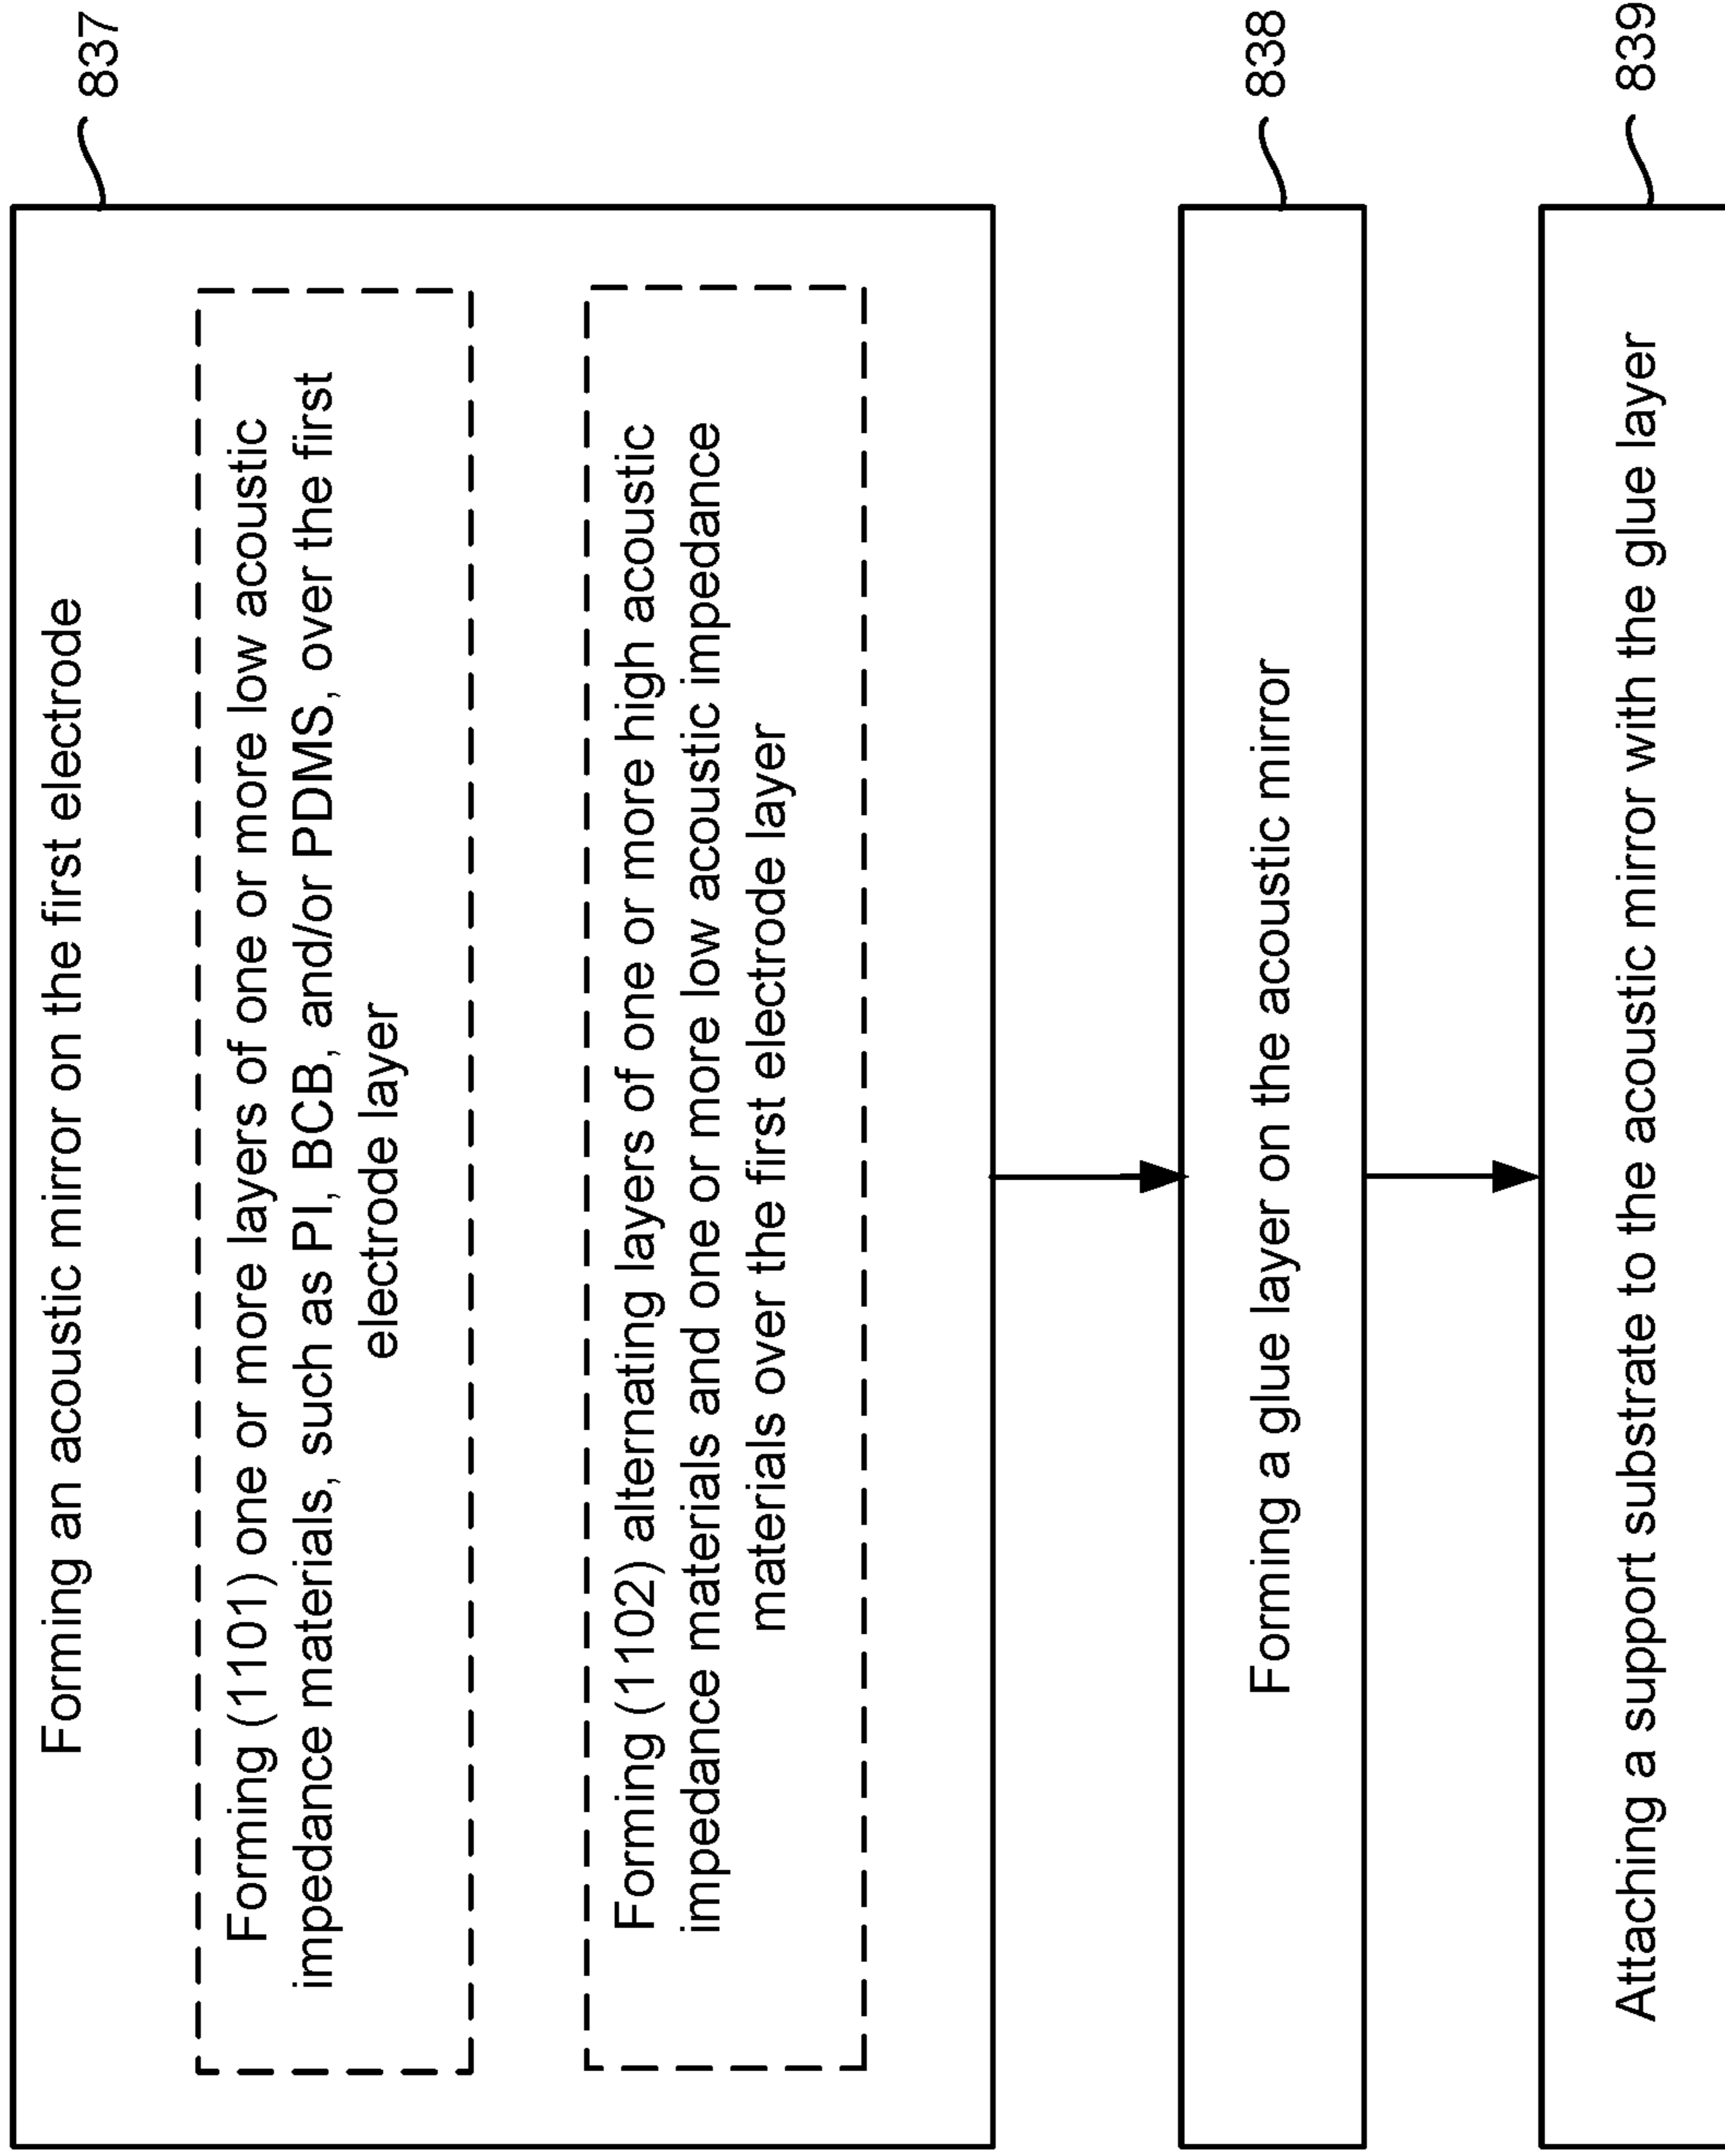 Forming an acoustic mirror on the first electrode
837
Forming (1101) one or more layers of one or more low acoustic
impedance materials, such as PI, BCB, and/or PDMS, over the first
electrode layer
Forming (1102) alternating layers of one or more high acoustic
impedance materials and one or more low acoustic impedance
materials over the first electrode layer
Forming a glue layer on the acoustic mirror
838
Attaching a support substrate to the acoustic mirror with the glue layer
839